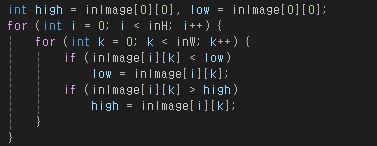 int high = inImage[0][0], low = inImage[0][0];
for (int i = 0; i < inH; i++) {
for (int k = 0; k < inW; k++) {
if (inImage[i][k] < low)
low = inImage[i][k];
if (inImage[i][k] > high)
high = inImage[i][k];
}
}